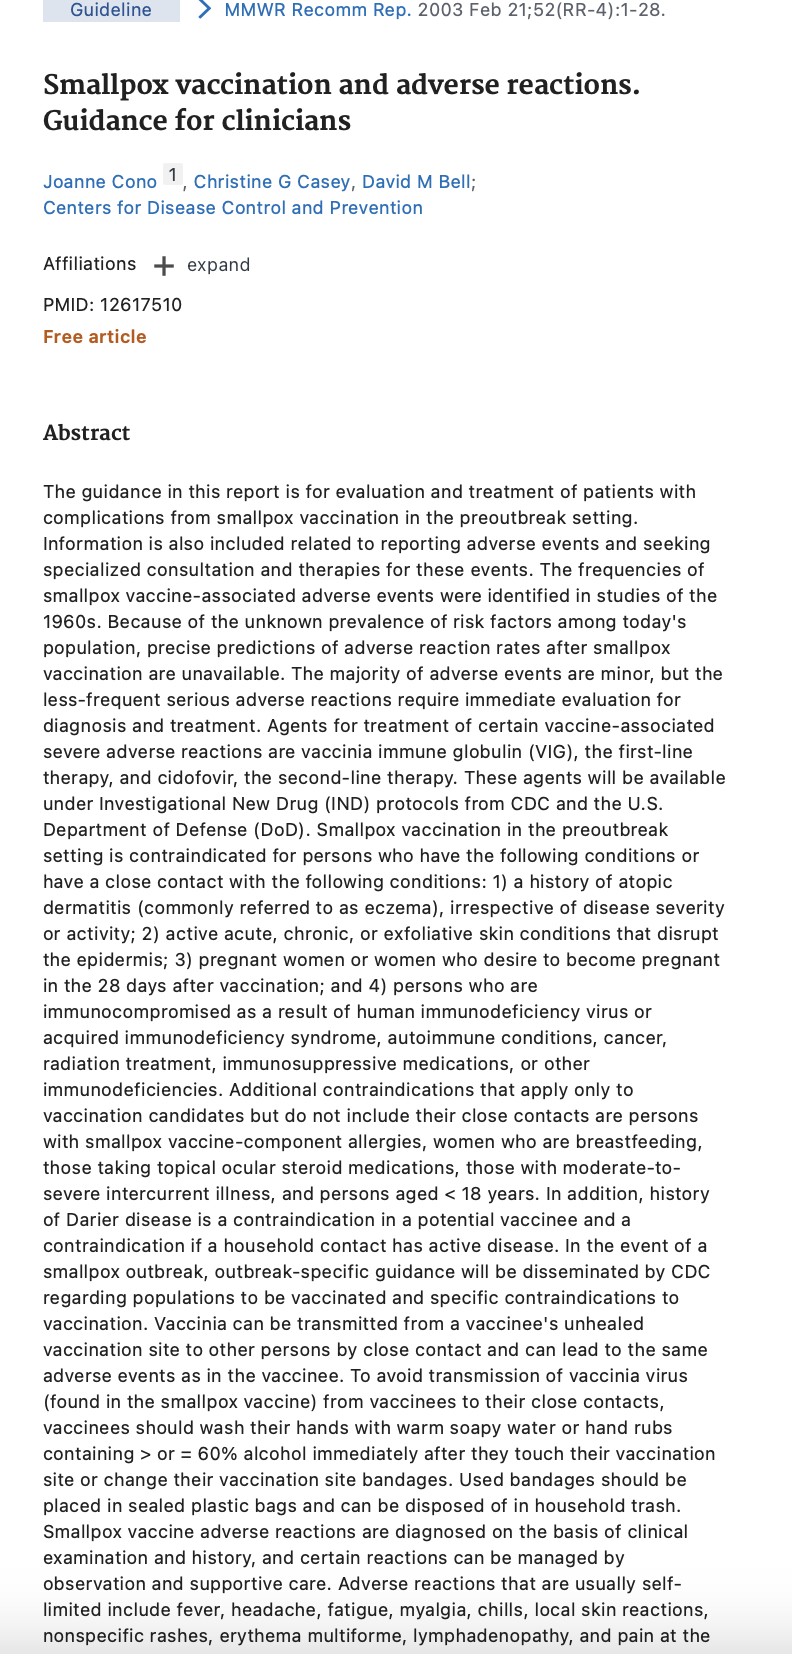 Guideline > MMWR Recomm Rep. 2003 Feb 21;52(RR-4):1-28.
Smallpox vaccination and adverse reactions.
Guidance for clinicians
Joanne Cono 1, Christine G Casey, David M Bell;
Centers for Disease Control and Prevention
Affiliations + expand
PMID: 12617510
Free article
Abstract
The guidance in this report is for evaluation and treatment of patients with
complications from smallpox vaccination in the preoutbreak setting.
Information is also included related to reporting adverse events and seeking
specialized consultation and therapies for these events. The frequencies of
smallpox vaccine-associated adverse events were identified in studies of the
1960s. Because of the unknown prevalence of risk factors among today's
population, precise predictions of adverse reaction rates after smallpox
vaccination are unavailable. The majority of adverse events are minor, but the
less-frequent serious adverse reactions require immediate evaluation for
diagnosis and treatment. Agents for treatment of certain vaccine-associated
severe adverse reactions are vaccinia immune globulin (VIG), the first-line
therapy, and cidofovir, the second-line therapy. These agents will be available
under Investigational New Drug (IND) protocols from CDC and the U.S.
Department of Defense (DoD). Smallpox vaccination in the preoutbreak
setting is contraindicated for persons who have the following conditions or
have a close contact with the following conditions: 1) a history of atopic
dermatitis (commonly referred to as eczema), irrespective of disease severity
or activity; 2) active acute, chronic, or exfoliative skin conditions that disrupt
the epidermis; 3) pregnant women or women who desire to become pregnant
in the 28 days after vaccination; and 4) persons who are
immunocompromised as a result of human immunodeficiency virus or
acquired immunodeficiency syndrome, autoimmune conditions, cancer,
radiation treatment, immunosuppressive medications, or other
immunodeficiencies. Additional contraindications that apply only to
vaccination candidates but do not include their close contacts are persons
with smallpox vaccine-component allergies, women who are breastfeeding,
those taking topical ocular steroid medications, those with moderate-to-
severe intercurrent illness, and persons aged < 18 years. In addition, history
of Darier disease is a contraindication in a potential vaccinee and a
contraindication if a household contact has active disease. In the event of a
smallpox outbreak, outbreak-specific guidance will be disseminated by CDC
regarding populations to be vaccinated and specific contraindications to
vaccination. Vaccinia can be transmitted from a vaccinee's unhealed
vaccination site to other persons by close contact and can lead to the same
adverse events as in the vaccinee. To avoid transmission of vaccinia virus
(found in the smallpox vaccine) from vaccinees to their close contacts,
vaccinees should wash their hands with warm soapy water or hand rubs
containing > or = 60% alcohol immediately after they touch their vaccination
site or change their vaccination site bandages. Used bandages should be
placed in sealed plastic bags and can be disposed of in household trash.
Smallpox vaccine adverse reactions are diagnosed on the basis of clinical
examination and history, and certain reactions can be managed by
observation and supportive care. Adverse reactions that are usually self-
limited include fever, headache, fatigue, myalgia, chills, local skin reactions,
nonspecific rashes, erythema multiforme, lymphadenopathy, and pain at the